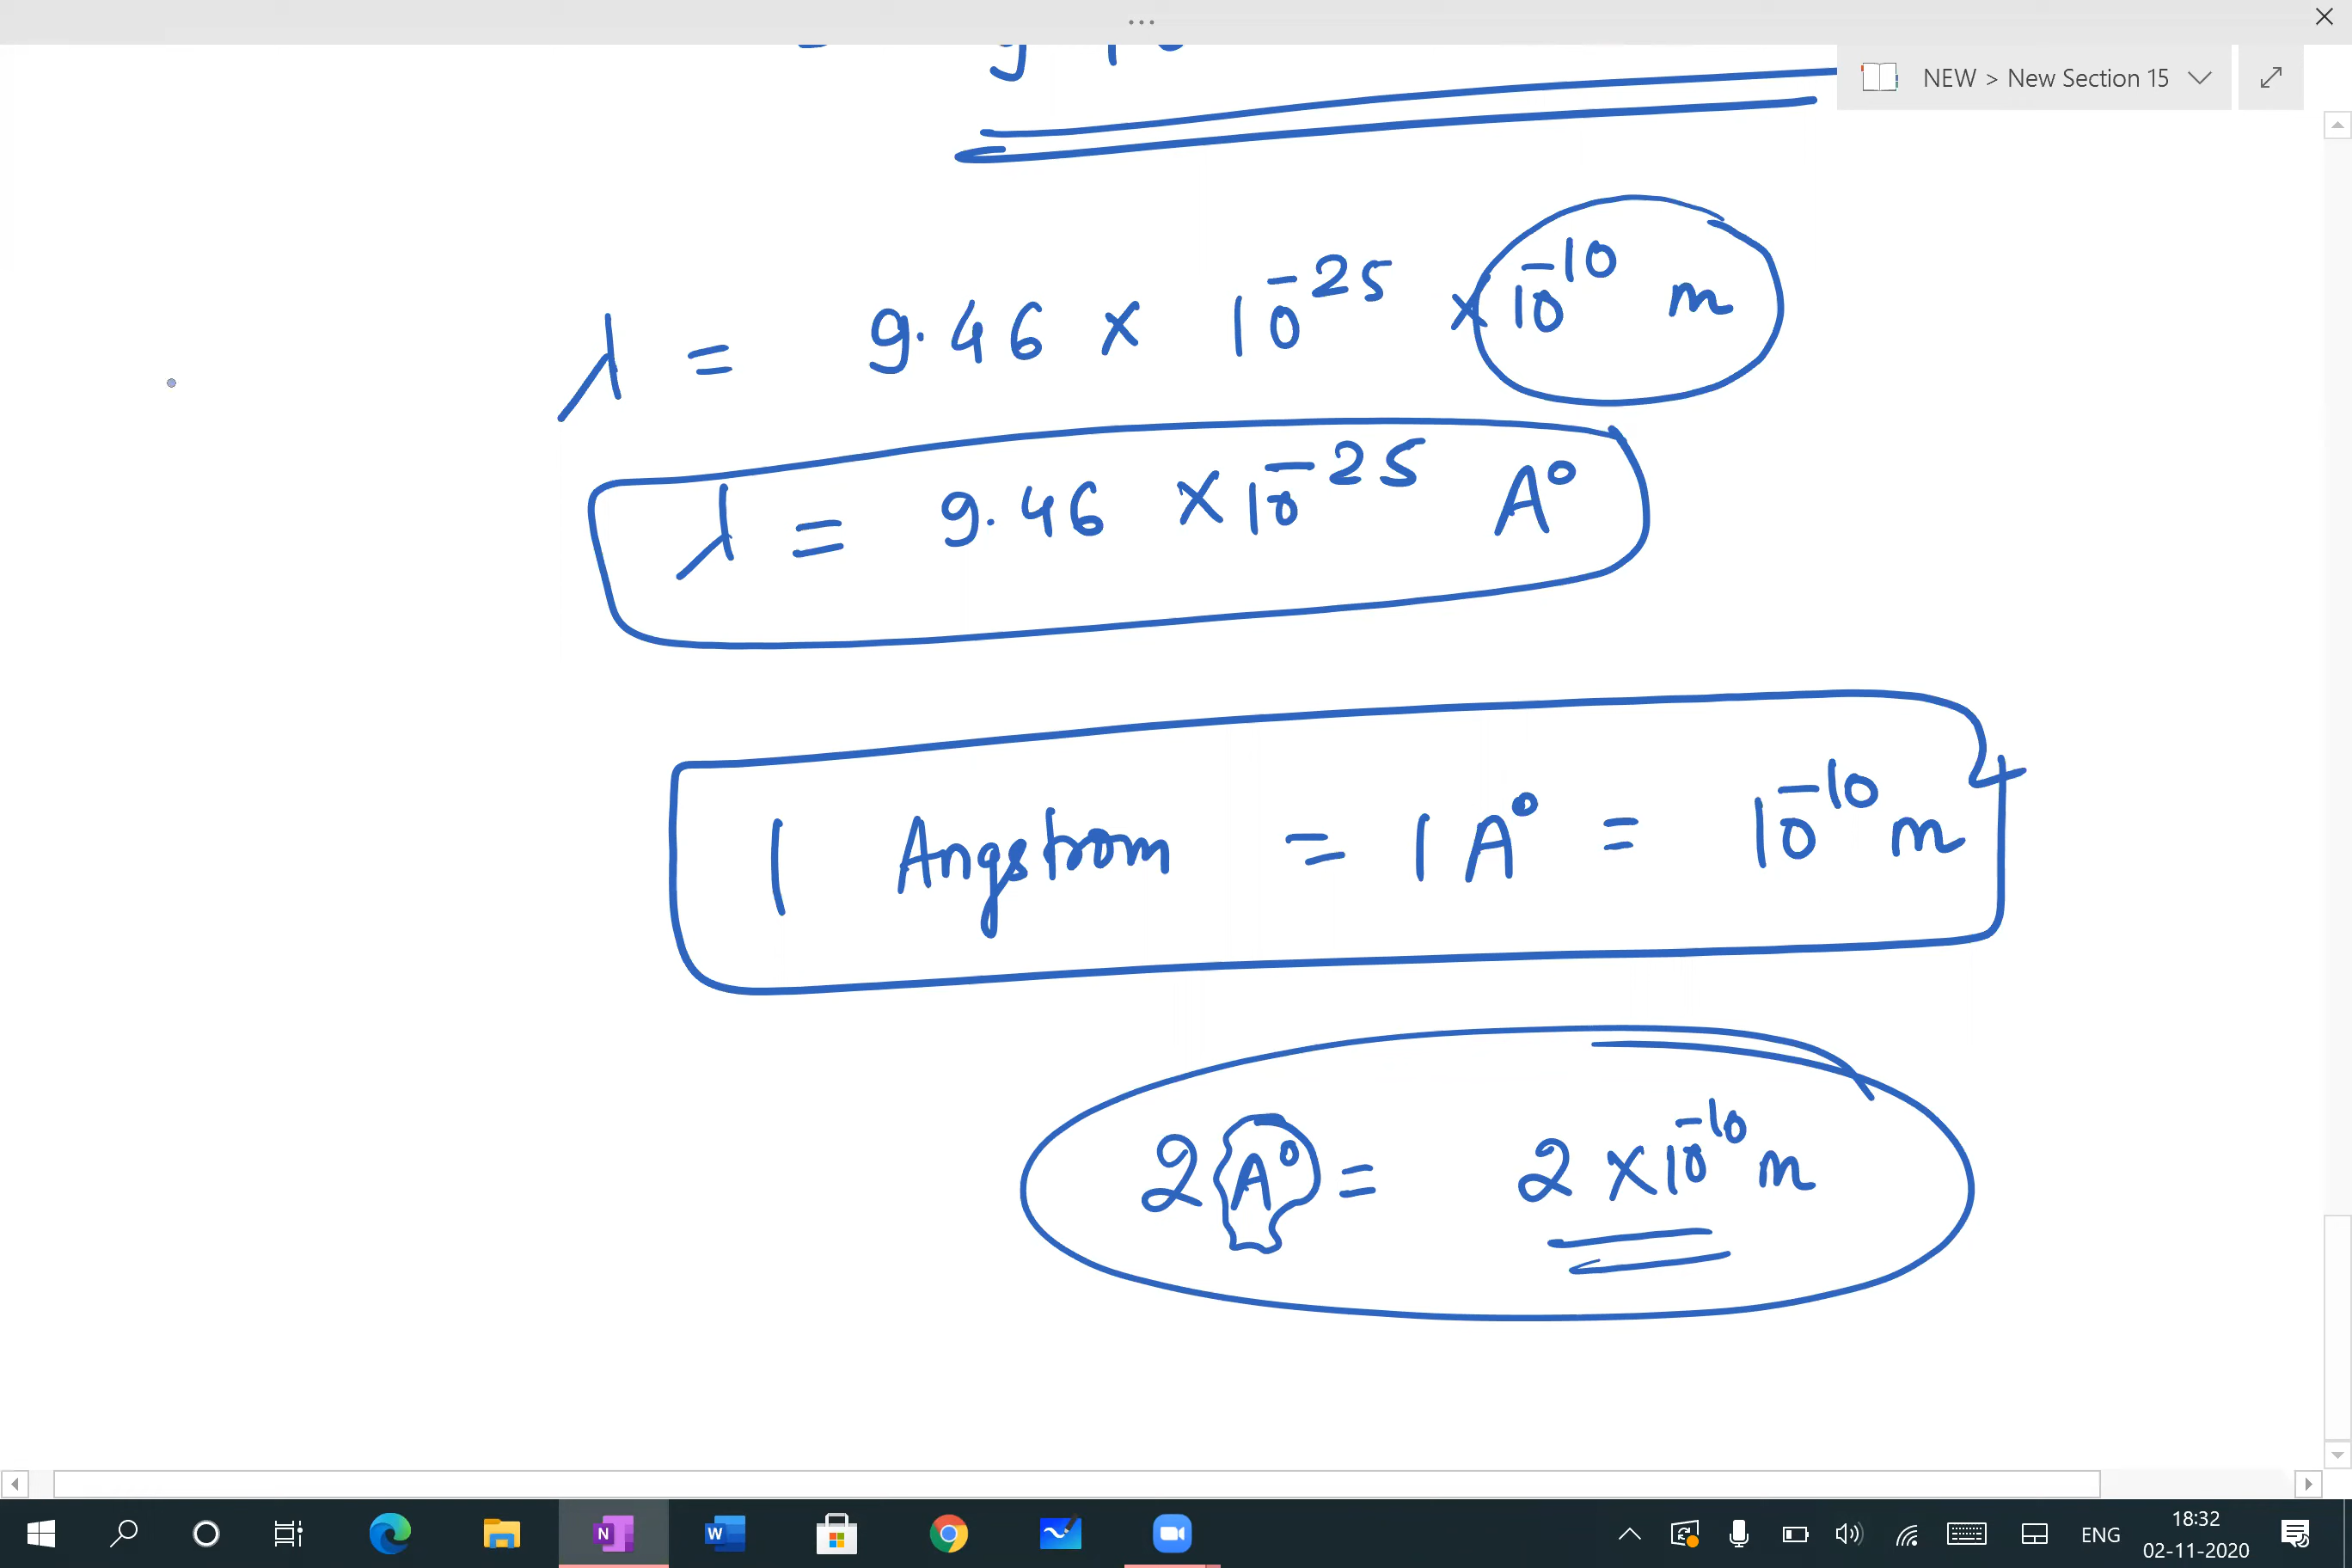 NEW > New Section 15
λ = 9.46 × 10⁻²⁵ × 10⁻¹⁰ m
λ = 9.46 × 10⁻²⁵ A°
1 Angstrom = 1 A° = 10⁻¹⁰ m
2 A° = 2 × 10⁻¹⁰ m
ENG
18:32
02-11-2020